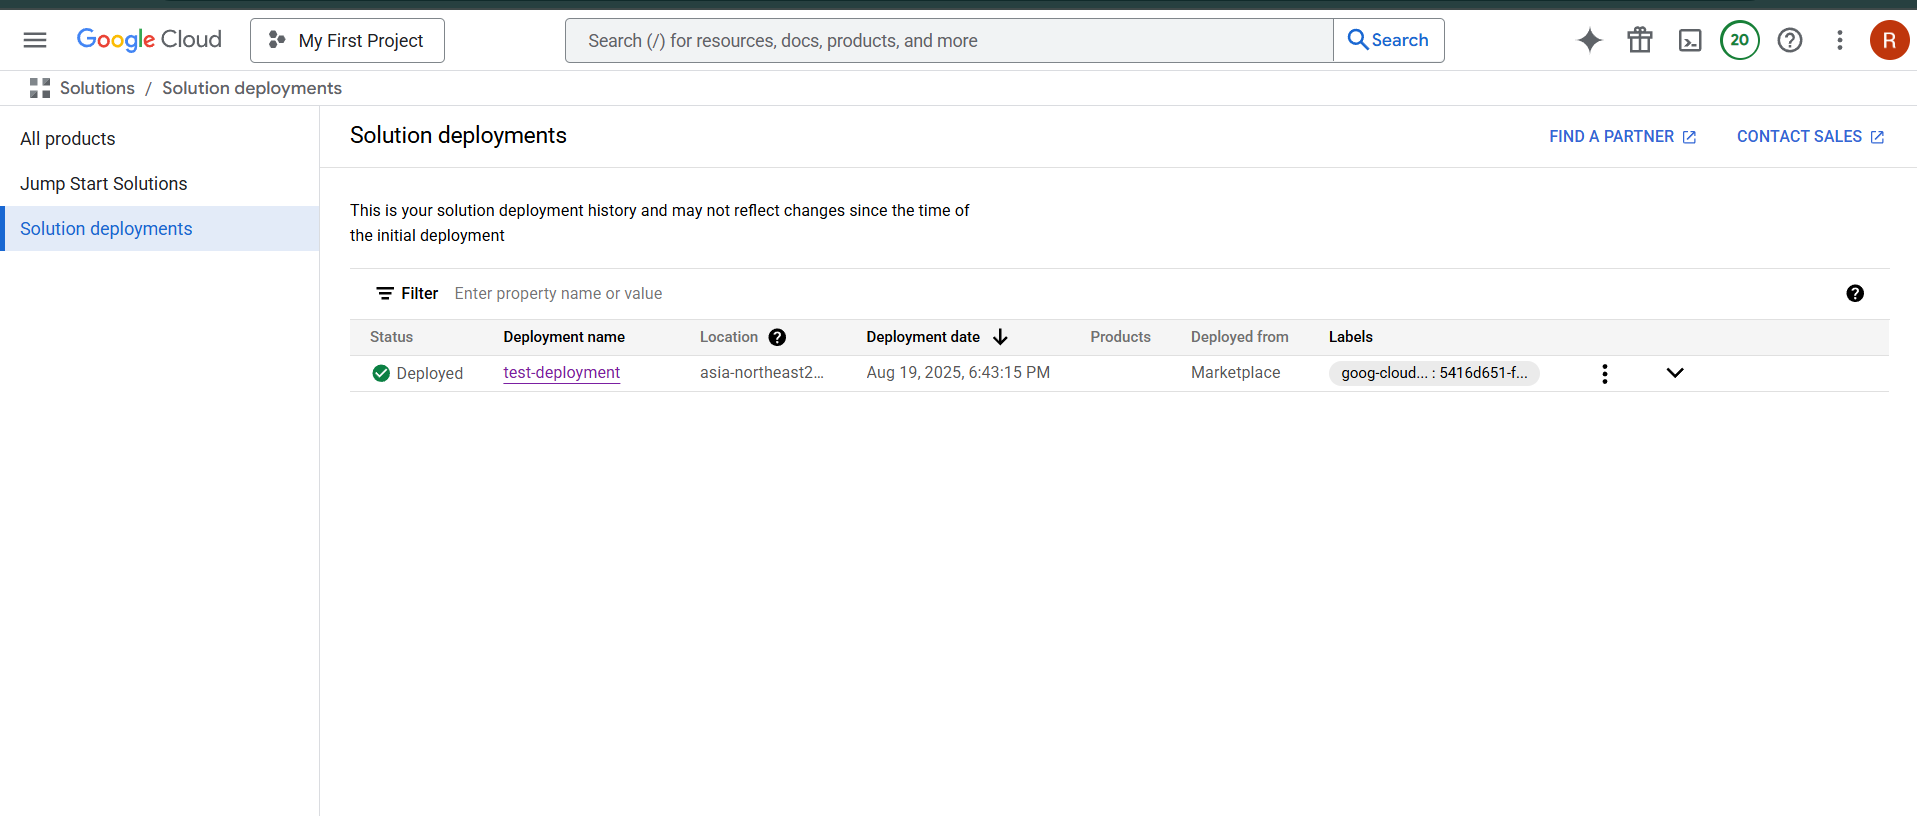 Google Cloud
My First Project
Search (/) for resources, docs, products, and more
Search
20
R
Solutions / Solution deployments
All products
Jump Start Solutions
Solution deployments
Solution deployments
FIND A PARTNER
CONTACT SALES
This is your solution deployment history and may not reflect changes since the time of
the initial deployment
Filter Enter property name or value
Status Deployment name Location Deployment date Products Deployed from Labels
Deployed test-deployment asia-northeast2... Aug 19, 2025, 6:43:15 PM Marketplace goog-cloud... : 5416d651-f...